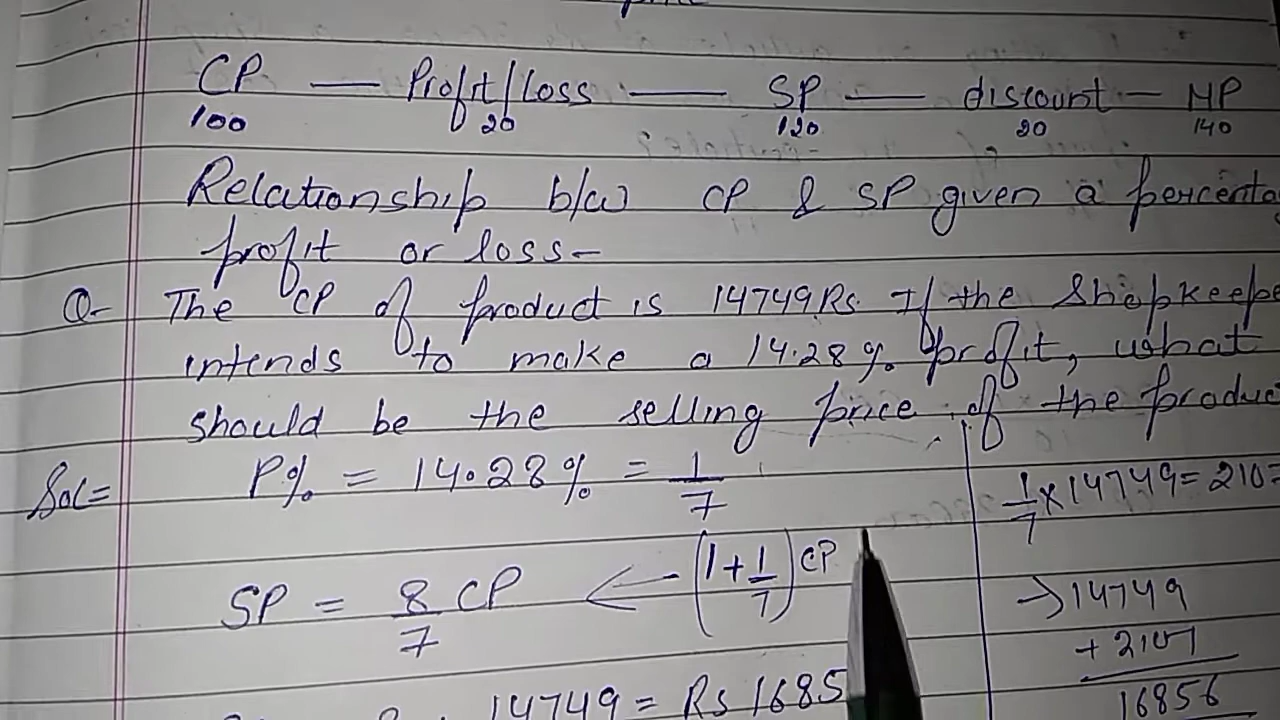 CP — Profit/Loss — SP — discount — MP
100 20 120 20 140
Relationship b/w CP & SP given a percenta
profit or loss-
Q- The CP of product is 14749Rs If the Shopkeepe
intends to make a 14.28% profit, what
should be the selling price of the produc
Sol= P% = 14.28% = 1/7
1/7 × 14749 = 2107
SP = 8/7 CP ← (1+1/7) CP
→ 14749
+ 2107
16856
14749 = Rs 1685